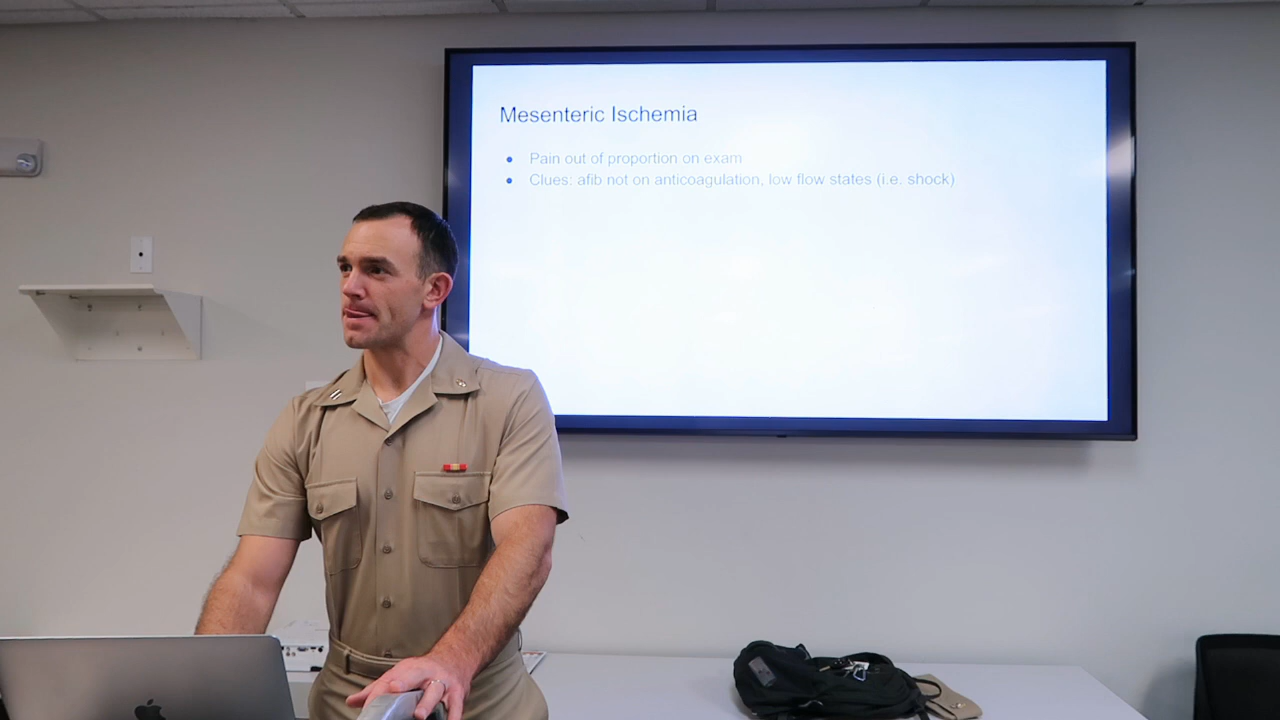 Mesenteric Ischemia
● Pain out of proportion on exam
● Clues: afib not on anticoagulation, low flow states (i.e. shock)